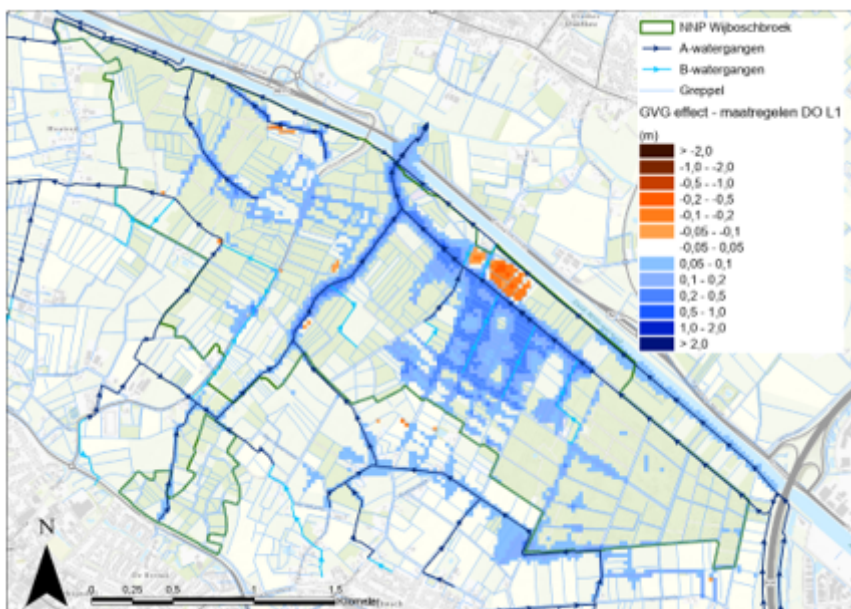 NNP Wijboschbroek
A-watergangen
B-watergangen
Greppel
GVG effect - maatregelen DO L1
(m)
> -2,0
-1,0 - -2,0
-0,5 - -1,0
-0,2 - -0,5
-0,1 - -0,2
-0,05 - -0,1
-0,05 - 0,05
0,05 - 0,1
0,1 - 0,2
0,2 - 0,5
0,5 - 1,0
1,0 - 2,0
> 2,0
N
0 0,25 0,5 1 1,5
Kilometer